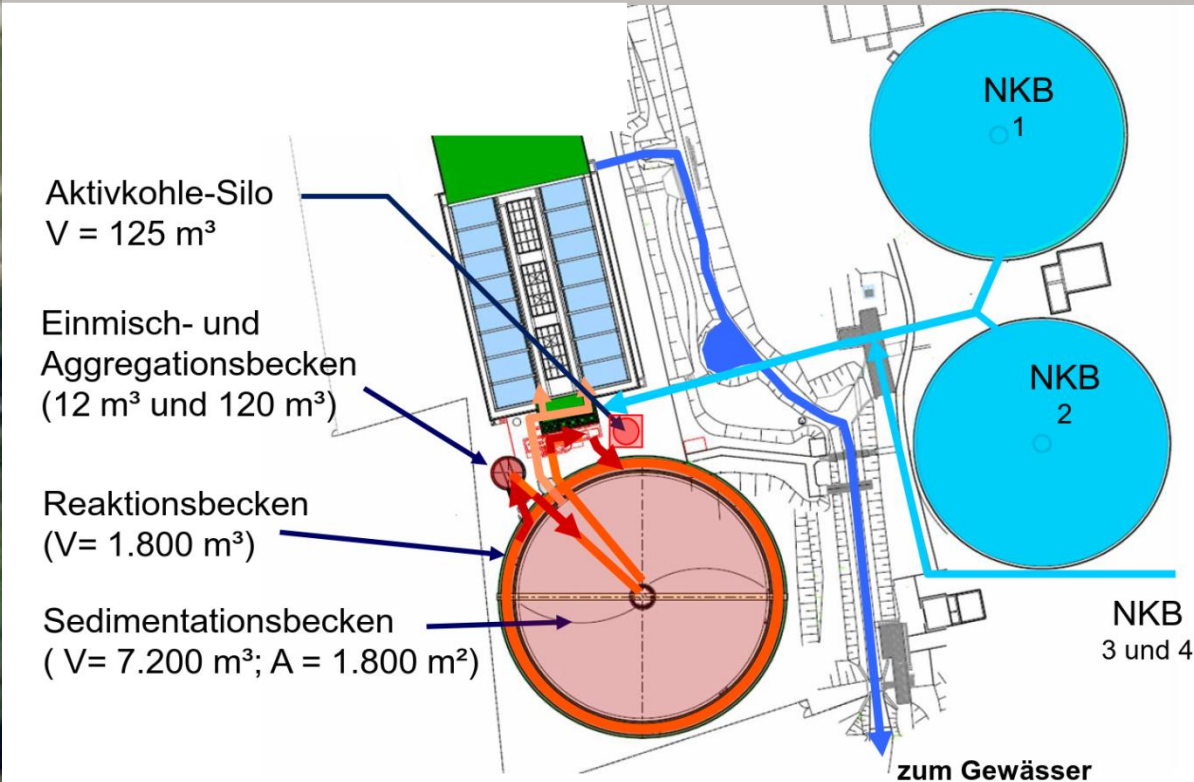 Aktivkohle-Silo
V = 125 m³
Einmisch- und
Aggregationsbecken
(12 m³ und 120 m³)
Reaktionsbecken
(V= 1.800 m³)
Sedimentationsbecken
( V= 7.200 m³; A = 1.800 m²)
NKB
1
NKB
2
NKB
3 und 4
zum Gewässer